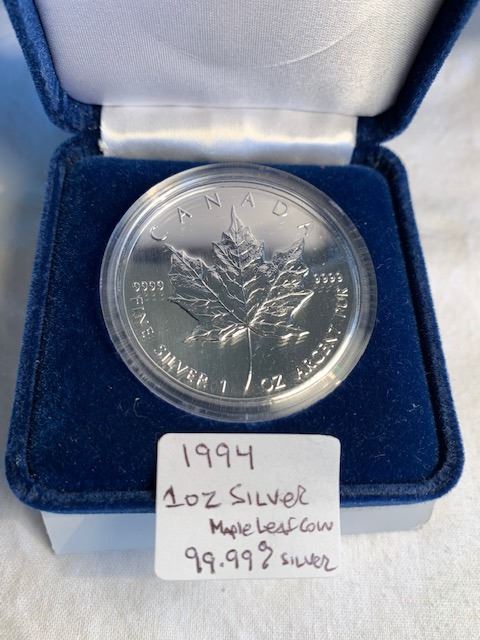 CANADA
9999 9999
FINE SILVER 1 OZ ARGENT PUR
1994
1oz Silver
Maple Leaf Coin
99.99% silver